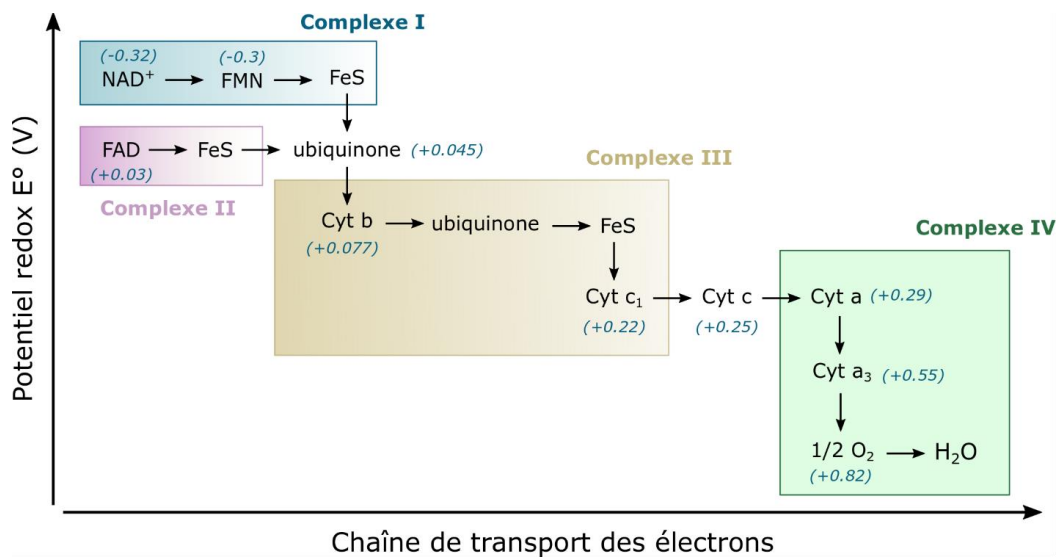 Complexe I
(-0.32) (-0.3)
NAD⁺ FMN FeS
FAD FeS ubiquinone (+0.045)
(+0.03)
Complexe II
Complexe III
Cyt b ubiquinone FeS
(+0.077)
Complexe IV
Cyt c₁ Cyt c Cyt a (+0.29)
(+0.22) (+0.25)
Cyt a₃ (+0.55)
1/2 O₂ H₂O
(+0.82)
Potentiel redox E° (V)
Chaîne de transport des électrons